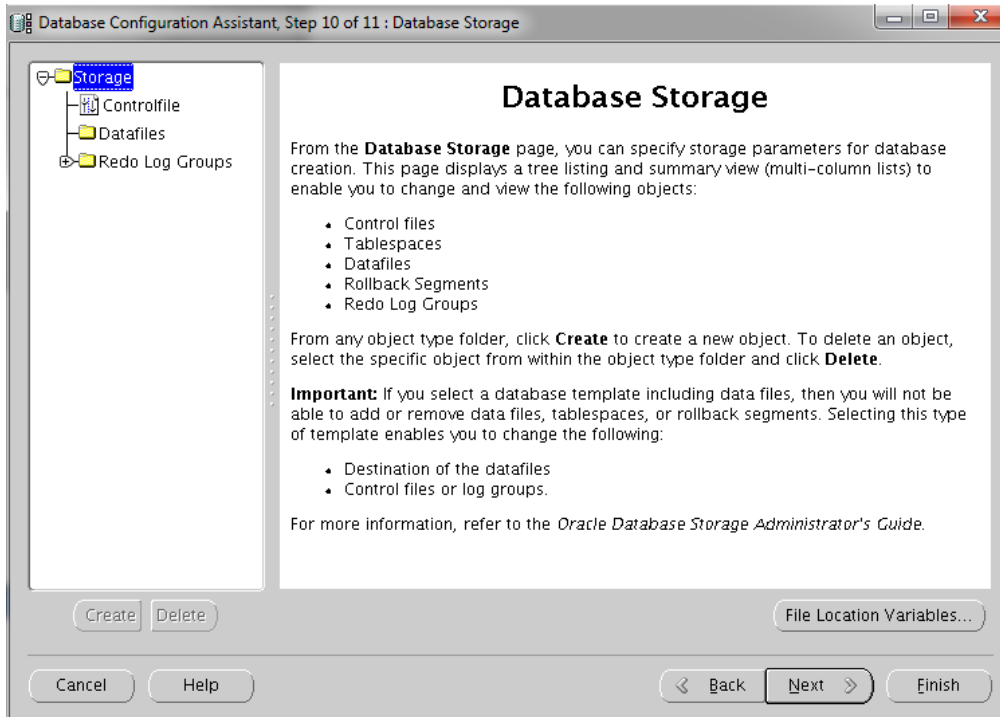 Database Configuration Assistant, Step 10 of 11 : Database Storage
Storage
Controlfile
Datafiles
Redo Log Groups
Database Storage
From the Database Storage page, you can specify storage parameters for database
creation. This page displays a tree listing and summary view (multi-column lists) to
enable you to change and view the following objects:
Control files
Tablespaces
Datafiles
Rollback Segments
Redo Log Groups
From any object type folder, click Create to create a new object. To delete an object,
select the specific object from within the object type folder and click Delete.
Important: If you select a database template including data files, then you will not be
able to add or remove data files, tablespaces, or rollback segments. Selecting this type
of template enables you to change the following:
Destination of the datafiles
Control files or log groups.
For more information, refer to the Oracle Database Storage Administrator's Guide.
Create Delete
File Location Variables...
Cancel Help Back Next Finish